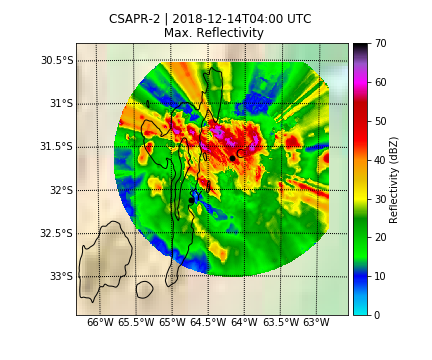 CSAPR-2 | 2018-12-14T04:00 UTC
Max. Reflectivity
30.5°S
31°S
31.5°S
32°S
32.5°S
33°S
66°W 65.5°W 65°W 64.5°W 64°W 63.5°W 63°W
70
60
50
40
30
20
10
0
Reflectivity (dBZ)